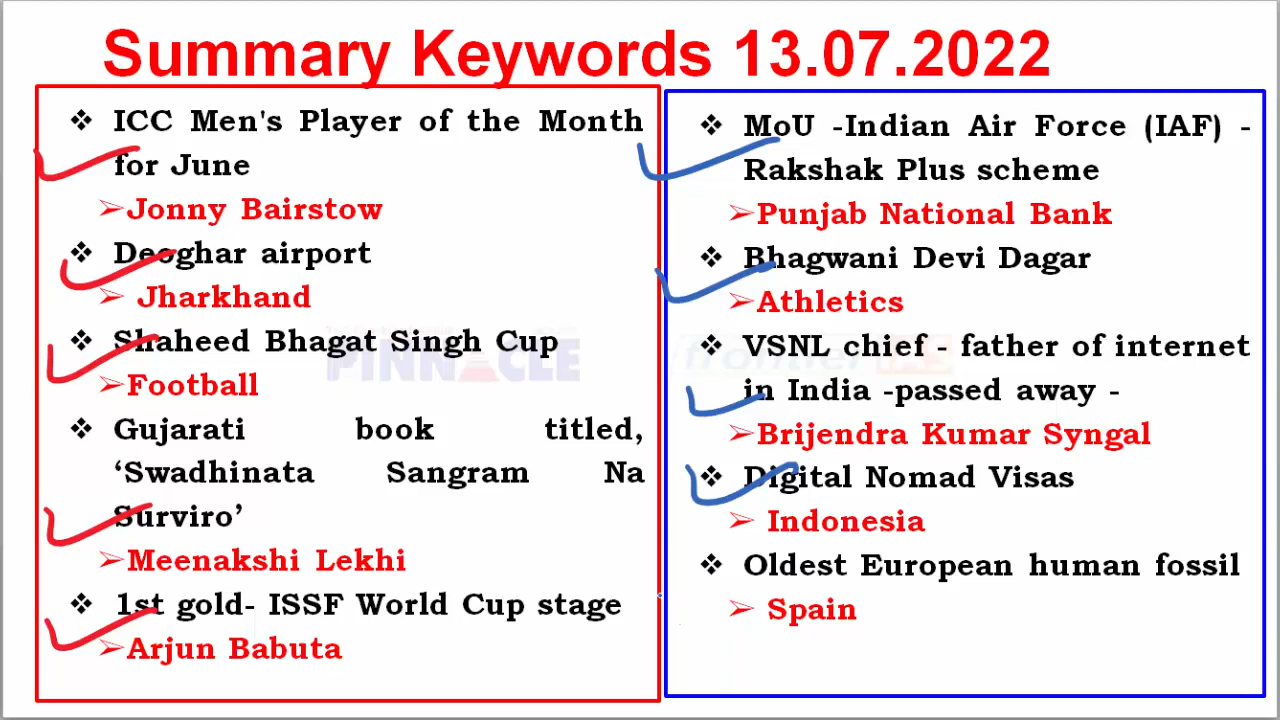 Summary Keywords 13.07.2022
❖ ICC Men's Player of the Month
for June
➢Jonny Bairstow
❖ Deoghar airport
➢ Jharkhand
❖ Shaheed Bhagat Singh Cup
➢Football
❖ Gujarati book titled,
‘Swadhinata Sangram Na
Surviro’
➢Meenakshi Lekhi
❖ 1st gold- ISSF World Cup stage
➢Arjun Babuta
❖ MoU -Indian Air Force (IAF) -
Rakshak Plus scheme
➢Punjab National Bank
❖ Bhagwani Devi Dagar
➢Athletics
❖ VSNL chief - father of internet
in India -passed away -
➢Brijendra Kumar Syngal
❖ Digital Nomad Visas
➢ Indonesia
❖ Oldest European human fossil
➢ Spain
PINNACLE